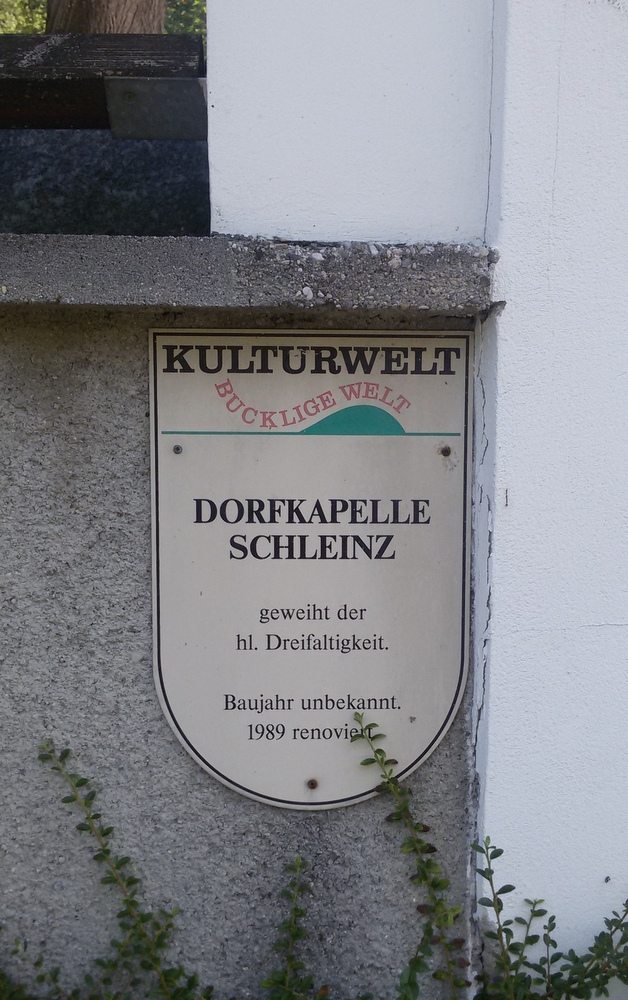 KULTURWELT
BUCKLIGE WELT
DORFKAPELLE
SCHLEINZ
geweiht der
hl. Dreifaltigkeit.
Baujahr unbekannt.
1989 renoviert